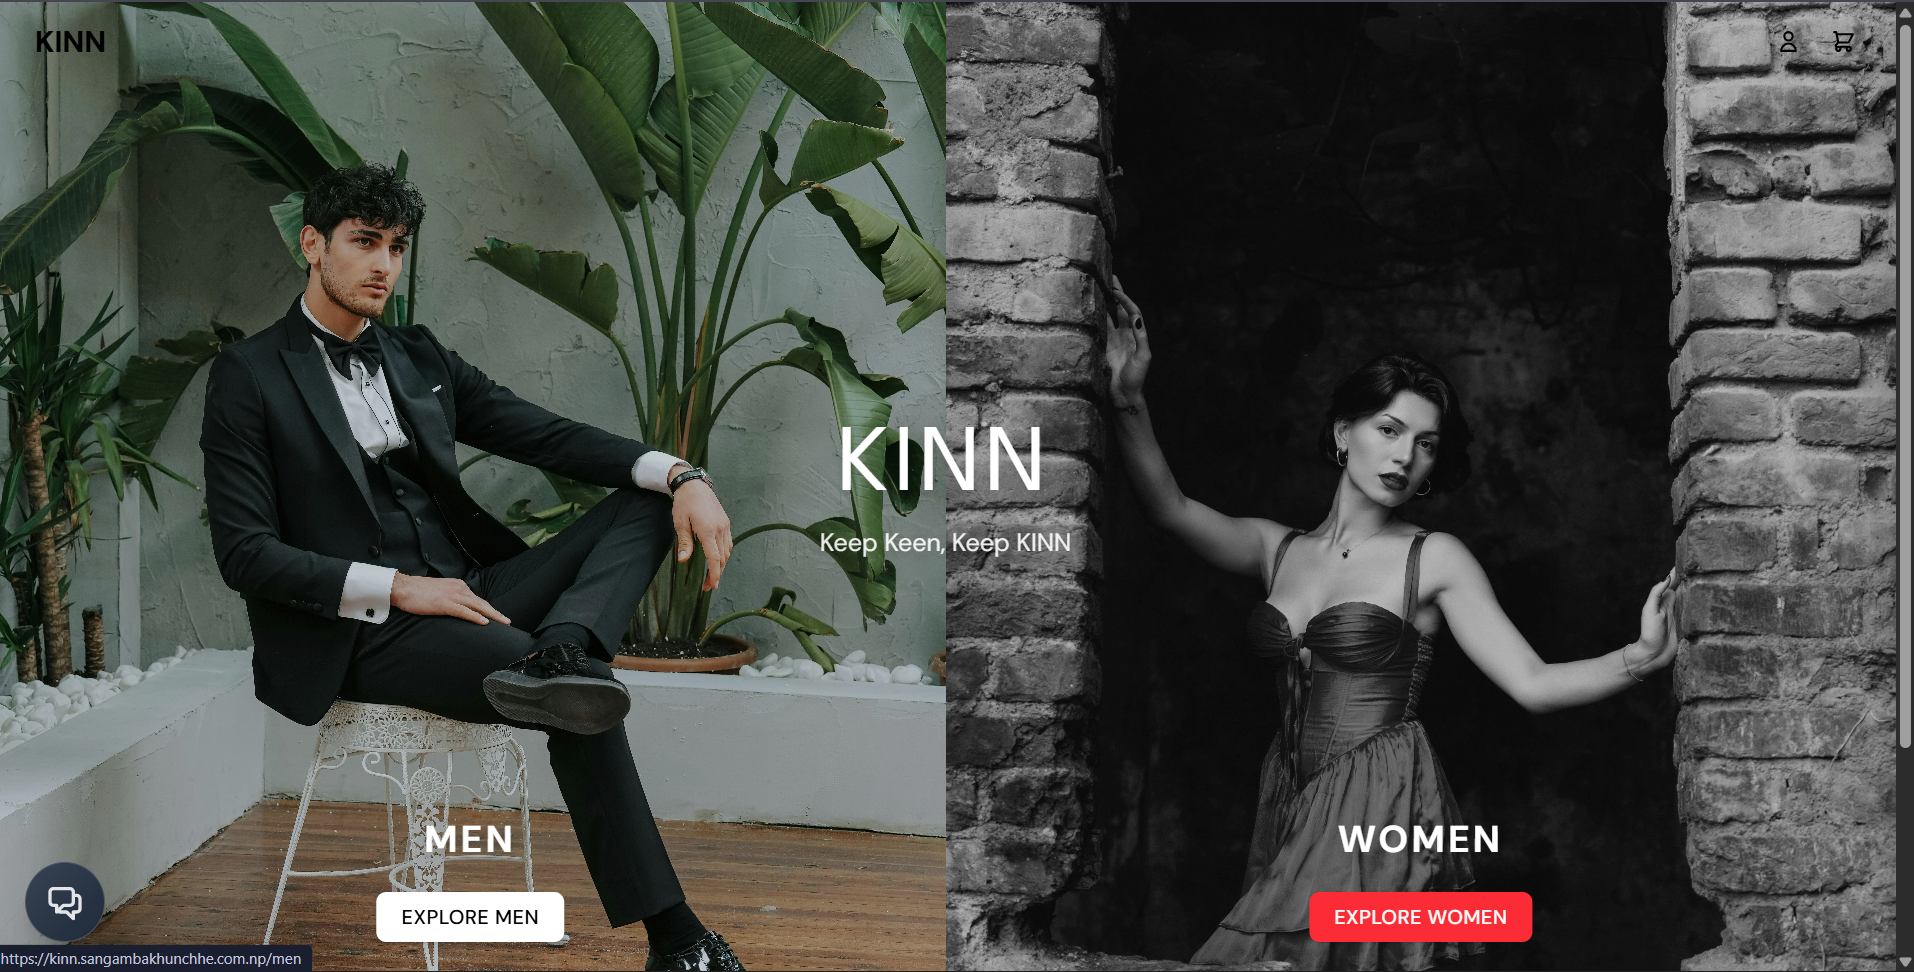 KINN
KINN
Keep Keen, Keep KINN
MEN
WOMEN
EXPLORE MEN
EXPLORE WOMEN
https://kinn.sangambakhunchhe.com.np/men